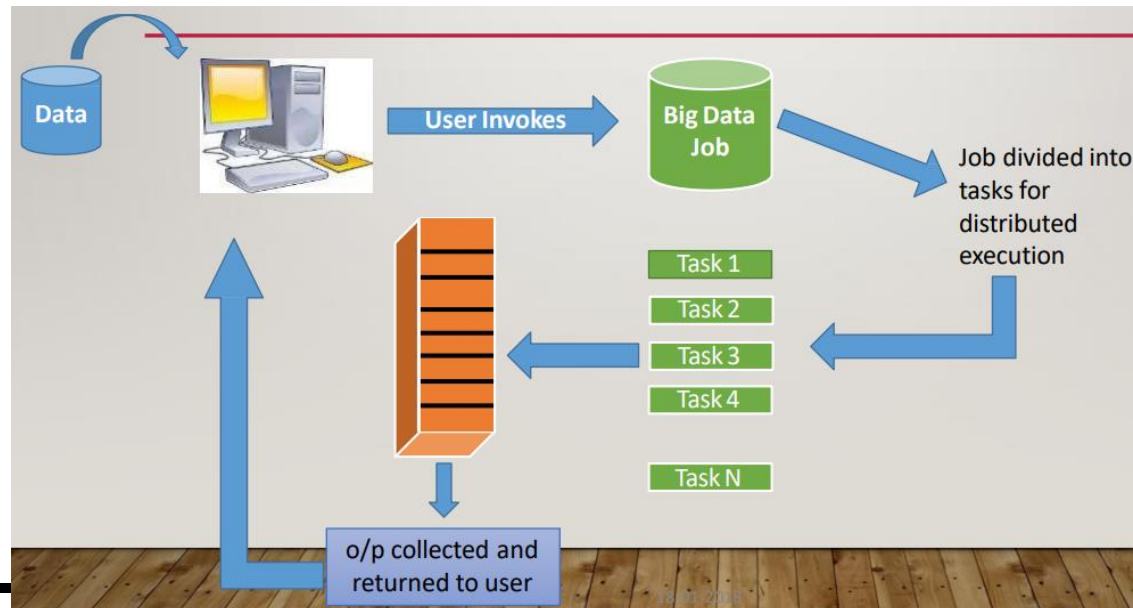 Data
User Invokes
Big Data
Job
Job divided into
tasks for
distributed
execution
Task 1
Task 2
Task 3
Task 4
Task N
o/p collected and
returned to user